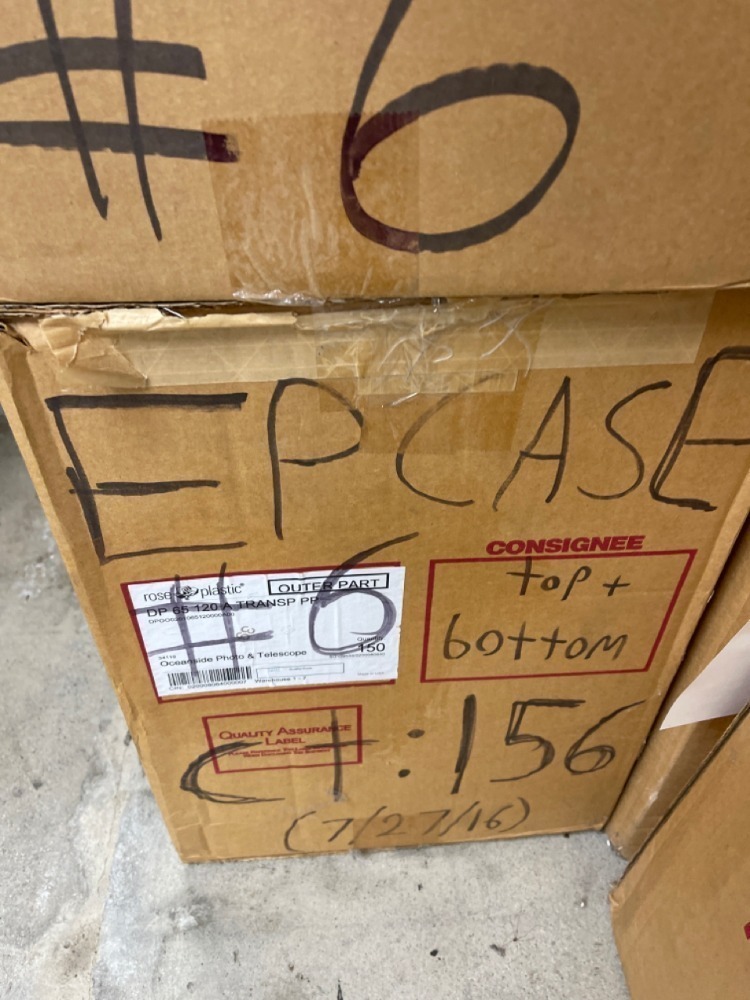 #6
EPCASE
CONSIGNEE
top +
bottom
rose plastic
OUTER PART
DP 65 120 A TRANSP PP
#6
Quantity
150
Oceanside Photo & Telescope
QUALITY ASSURANCE
LABEL
CT:156
(7/27/16)